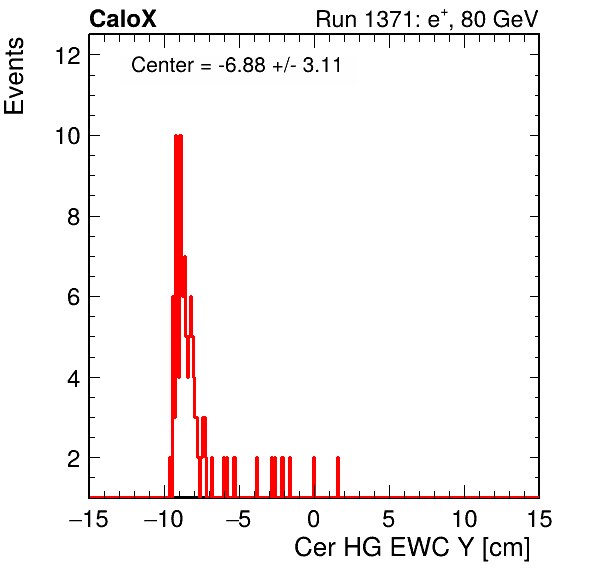 CaloX Run 1371: e⁺, 80 GeV
Center = -6.88 +/- 3.11
Events
12
10
8
6
4
2
−15 −10 −5 0 5 10 15
Cer HG EWC Y [cm]